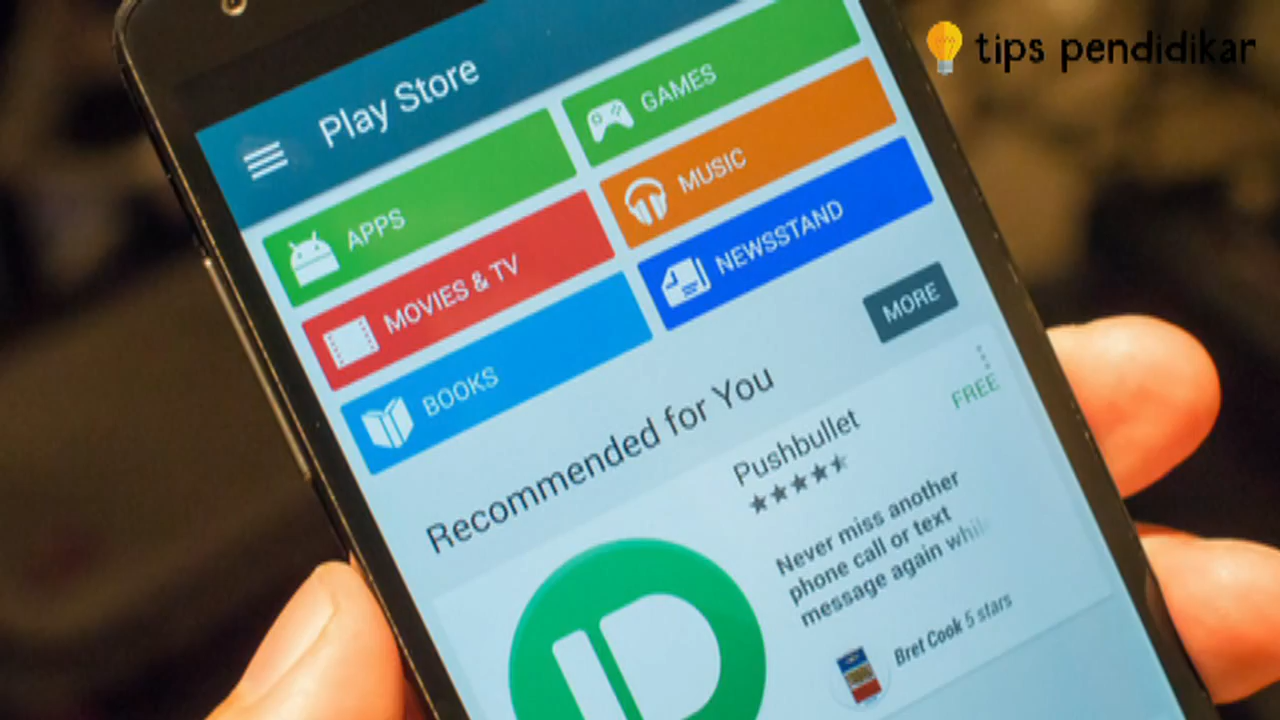 tips pendidikar
Play Store
APPS
GAMES
MOVIES & TV
MUSIC
BOOKS
NEWSSTAND
MORE
Recommended for You
Pushbullet
FREE
Never miss another
phone call or text
message again while
Bret Cook 5 stars